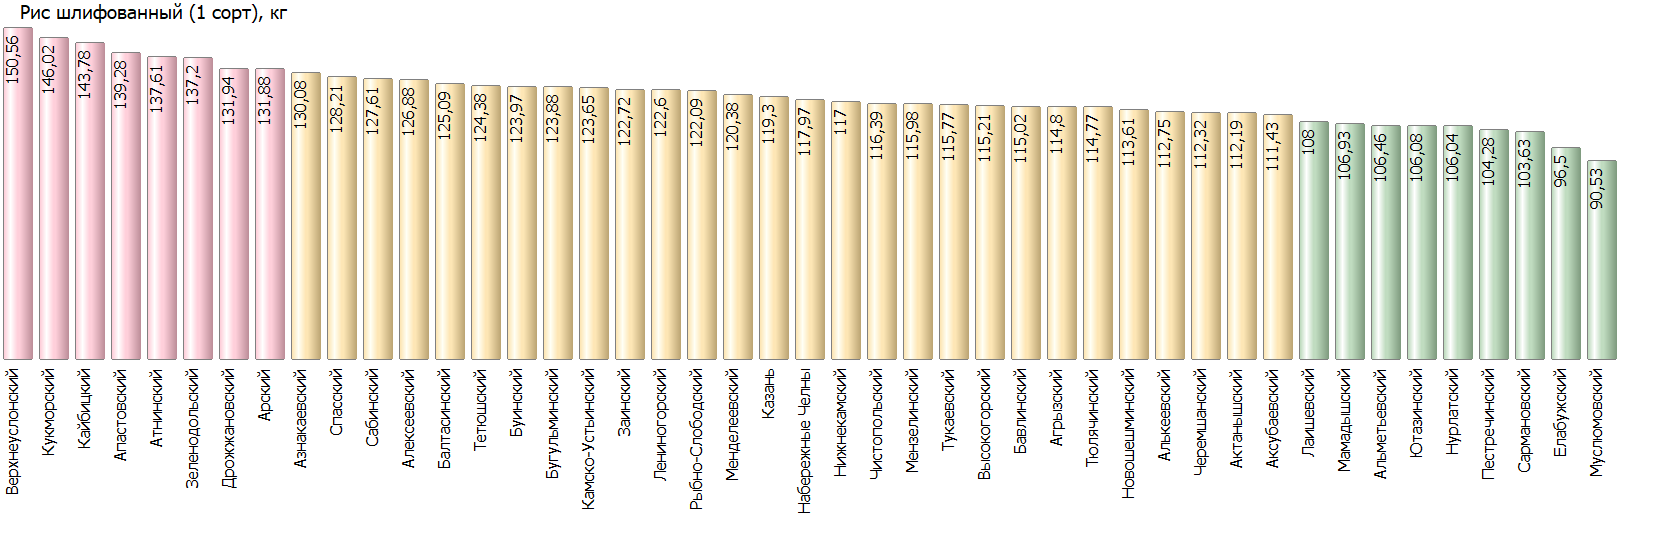 Рис шлифованный (1 сорт), кг
150,56
146,02
143,78
139,28
137,61
137,2
131,94
131,88
130,08
128,21
127,61
126,88
125,09
124,38
123,97
123,88
123,65
122,72
122,6
122,09
120,38
119,3
117,97
117
116,39
115,98
115,77
115,21
115,02
114,8
114,77
113,61
112,75
112,32
112,19
111,43
108
106,93
106,46
106,08
106,04
104,28
103,63
96,5
90,53
Верхнеуслонский
Кукморский
Кайбицкий
Апастовский
Атнинский
Зеленодольский
Дрожжановский
Арский
Азнакаевский
Спасский
Сабинский
Алексеевский
Балтасинский
Тетюшский
Буинский
Бугульминский
Камско-Устьинский
Заинский
Лениногорский
Рыбно-Слободский
Менделеевский
Казань
Набережные Челны
Нижнекамский
Чистопольский
Мензелинский
Тукаевский
Высокогорский
Бавлинский
Агрызский
Тюлячинский
Новошешминский
Алькеевский
Черемшанский
Актанышский
Аксубаевский
Лаишевский
Мамадышский
Альметьевский
Ютазинский
Нурлатский
Пестречинский
Сармановский
Елабужский
Муслюмовский